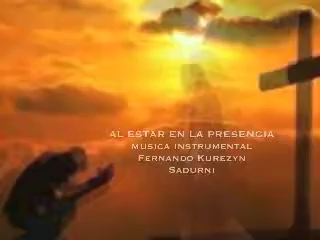 AL ESTAR EN LA PRESENCIA
MUSICA INSTRUMENTAL
FERNANDO KUREZYN
SADURNI